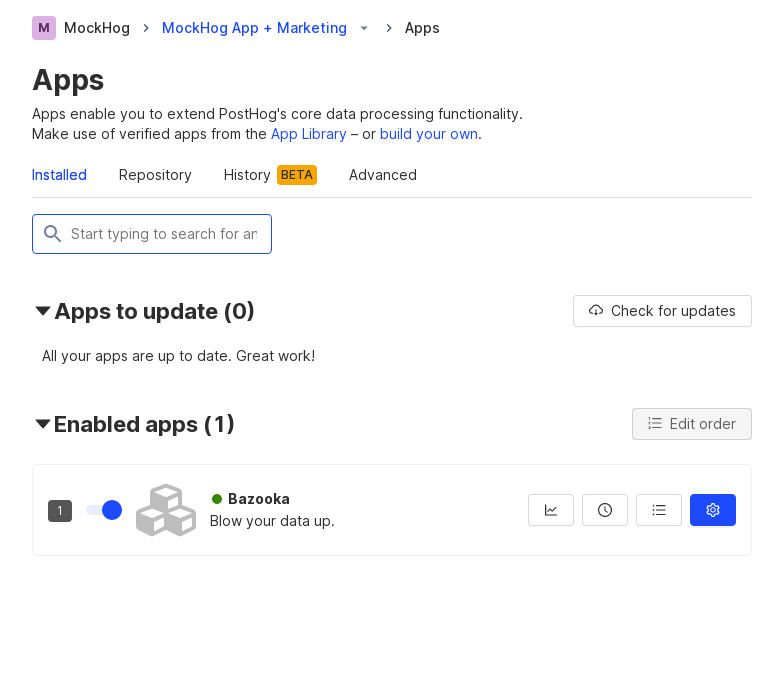 M MockHog MockHog App + Marketing Apps
Apps
Apps enable you to extend PostHog's core data processing functionality.
Make use of verified apps from the App Library – or build your own.
Installed Repository History BETA Advanced
Start typing to search for an
Apps to update (0) Check for updates
All your apps are up to date. Great work!
Enabled apps (1) Edit order
1 Bazooka
Blow your data up.